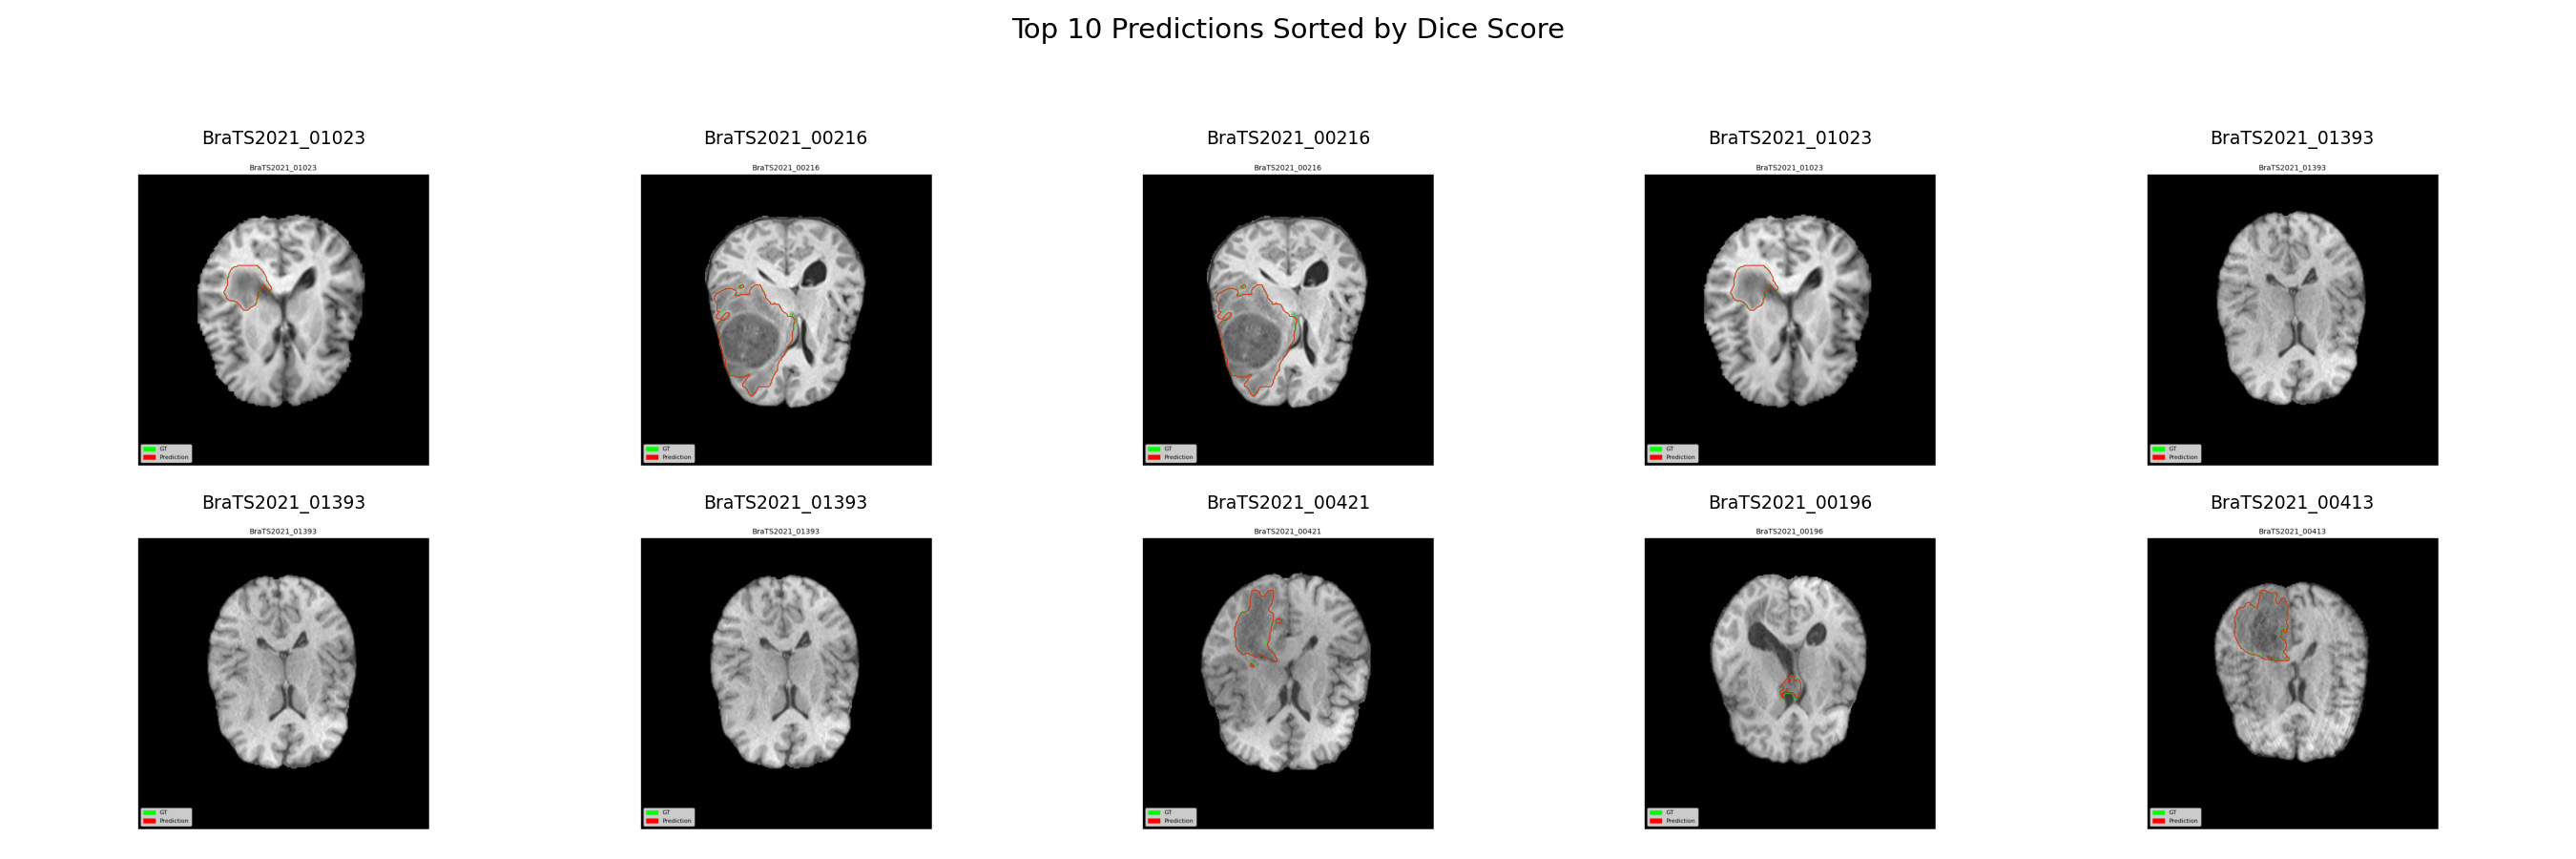 Top 10 Predictions Sorted by Dice Score
BraTS2021_01023
BraTS2021_00216
BraTS2021_00216
BraTS2021_01023
BraTS2021_01393
BraTS2021_01023
BraTS2021_00216
BraTS2021_00216
BraTS2021_01023
BraTS2021_01393
GT
Prediction
GT
Prediction
GT
Prediction
GT
Prediction
GT
Prediction
BraTS2021_01393
BraTS2021_01393
BraTS2021_00421
BraTS2021_00196
BraTS2021_00413
BraTS2021_01393
BraTS2021_01393
BraTS2021_00421
BraTS2021_00196
BraTS2021_00413
GT
Prediction
GT
Prediction
GT
Prediction
GT
Prediction
GT
Prediction